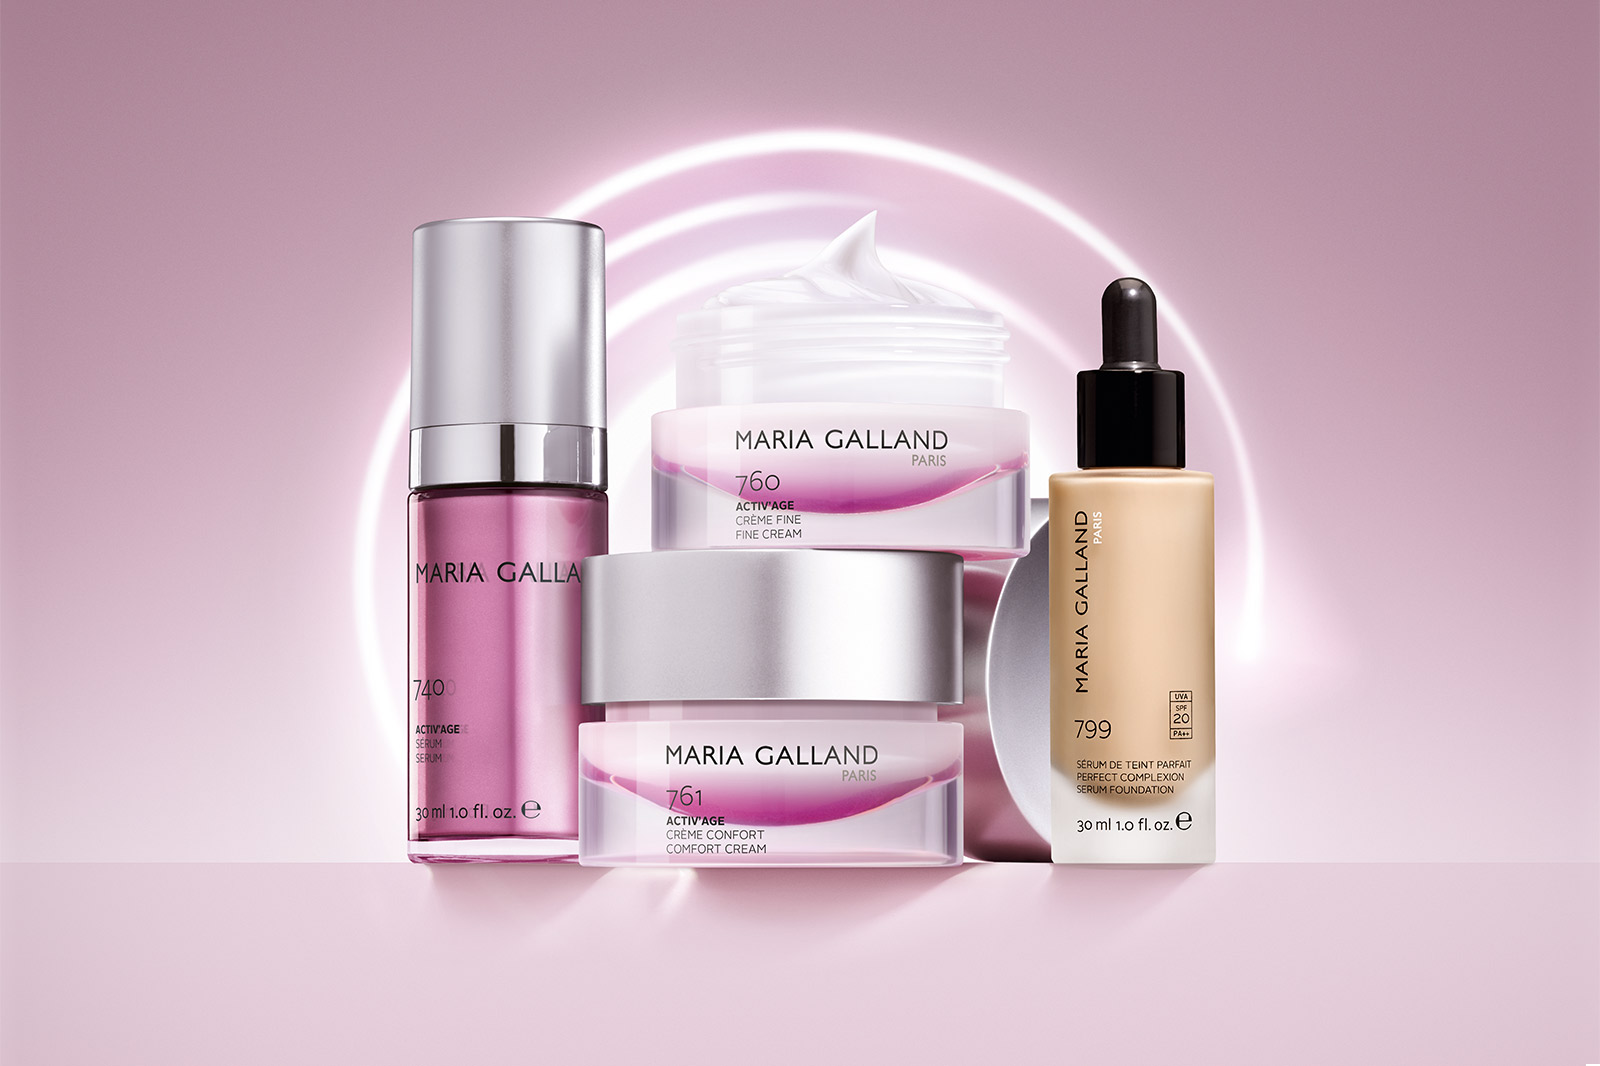 MARIA GALLA
740
ACTIV'AGE
SÉRUM
SERUM
30 ml 1.0 fl. oz. ℮
MARIA GALLAND
PARIS
760
ACTIV'AGE
CRÈME FINE
FINE CREAM
MARIA GALLAND
PARIS
761
ACTIV'AGE
CRÈME CONFORT
COMFORT CREAM
MARIA GALLAND
PARIS
799
UVA
SPF
20
PA++
SÉRUM DE TEINT PARFAIT
PERFECT COMPLEXION
SERUM FOUNDATION
30 ml 1.0 fl. oz. ℮